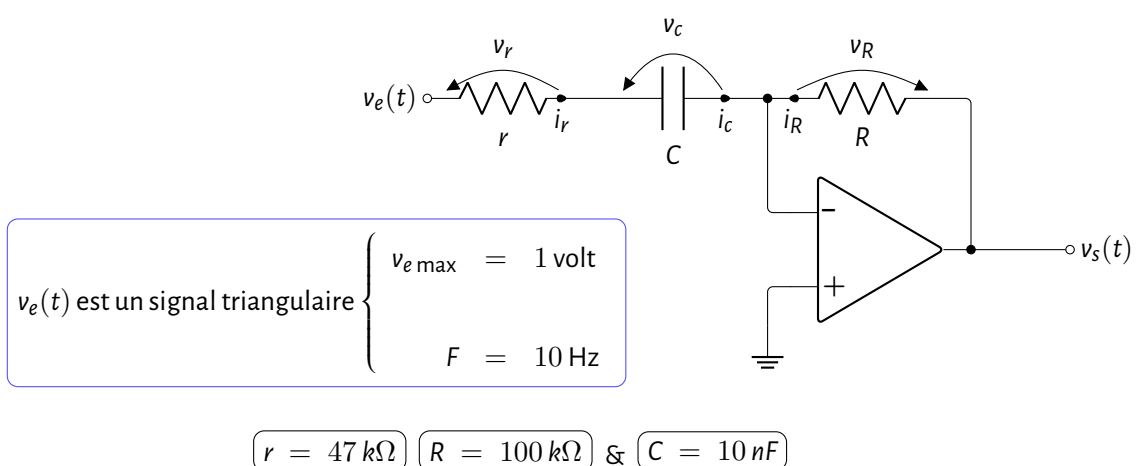 v_c
v_r
v_R
v_e(t)
i_r
i_c
i_R
r
R
C
−
+
v_s(t)
v_e(t) est un signal triangulaire { v_e max = 1 volt
F = 10 Hz
r = 47 kΩ R = 100 kΩ & C = 10 nF